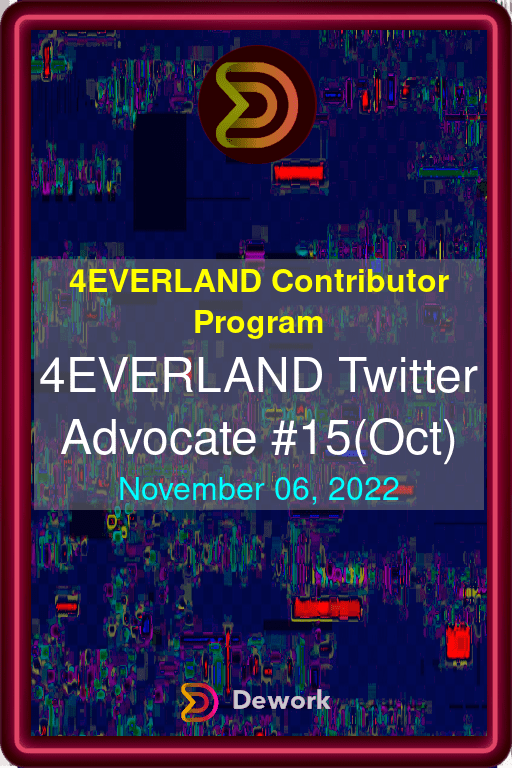 4EVERLAND Contributor
Program
4EVERLAND Twitter
Advocate #15(Oct)
November 06, 2022
Dework